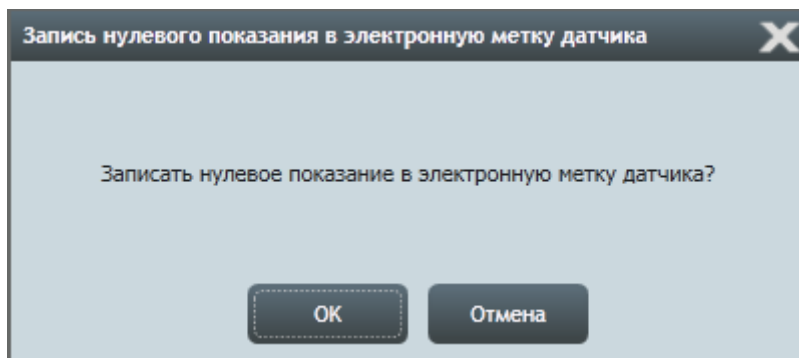 Запись нулевого показания в электронную метку датчика
Записать нулевое показание в электронную метку датчика?
OK
Отмена